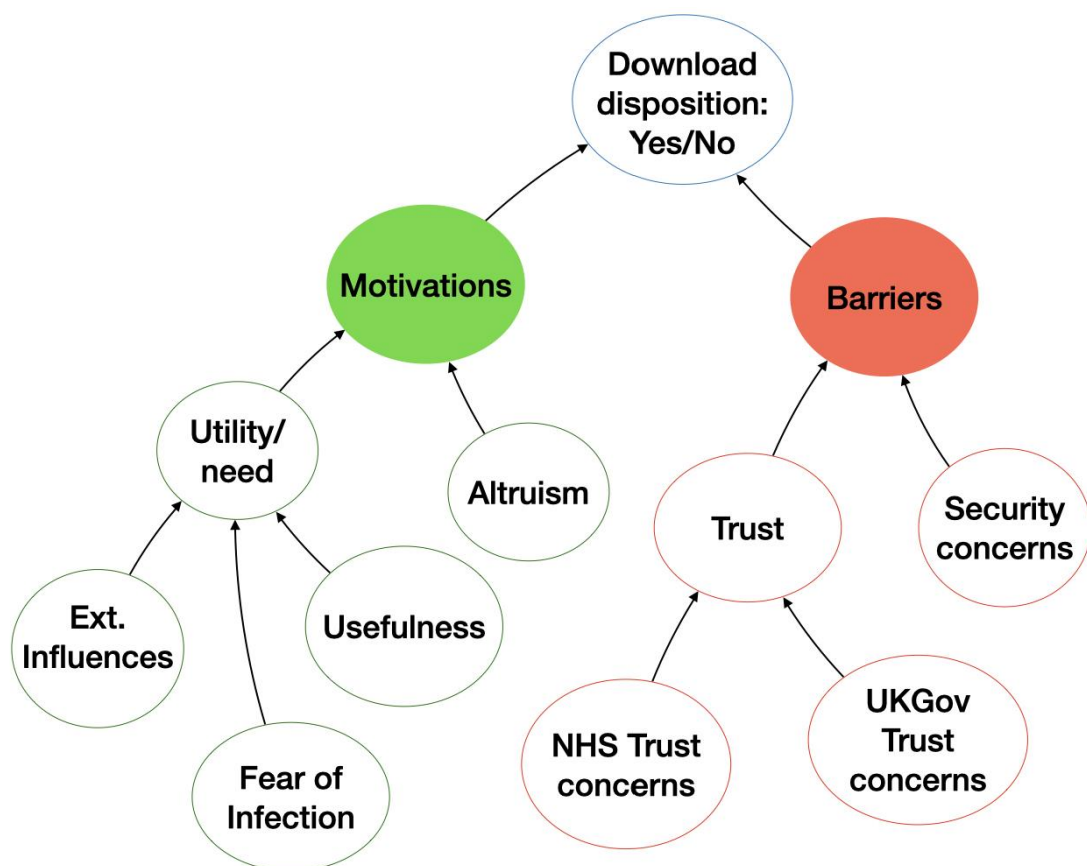 Download
disposition:
Yes/No
Motivations
Barriers
Utility/
need
Altruism
Trust
Security
concerns
Ext.
Influences
Usefulness
Fear of
Infection
NHS Trust
concerns
UKGov
Trust
concerns